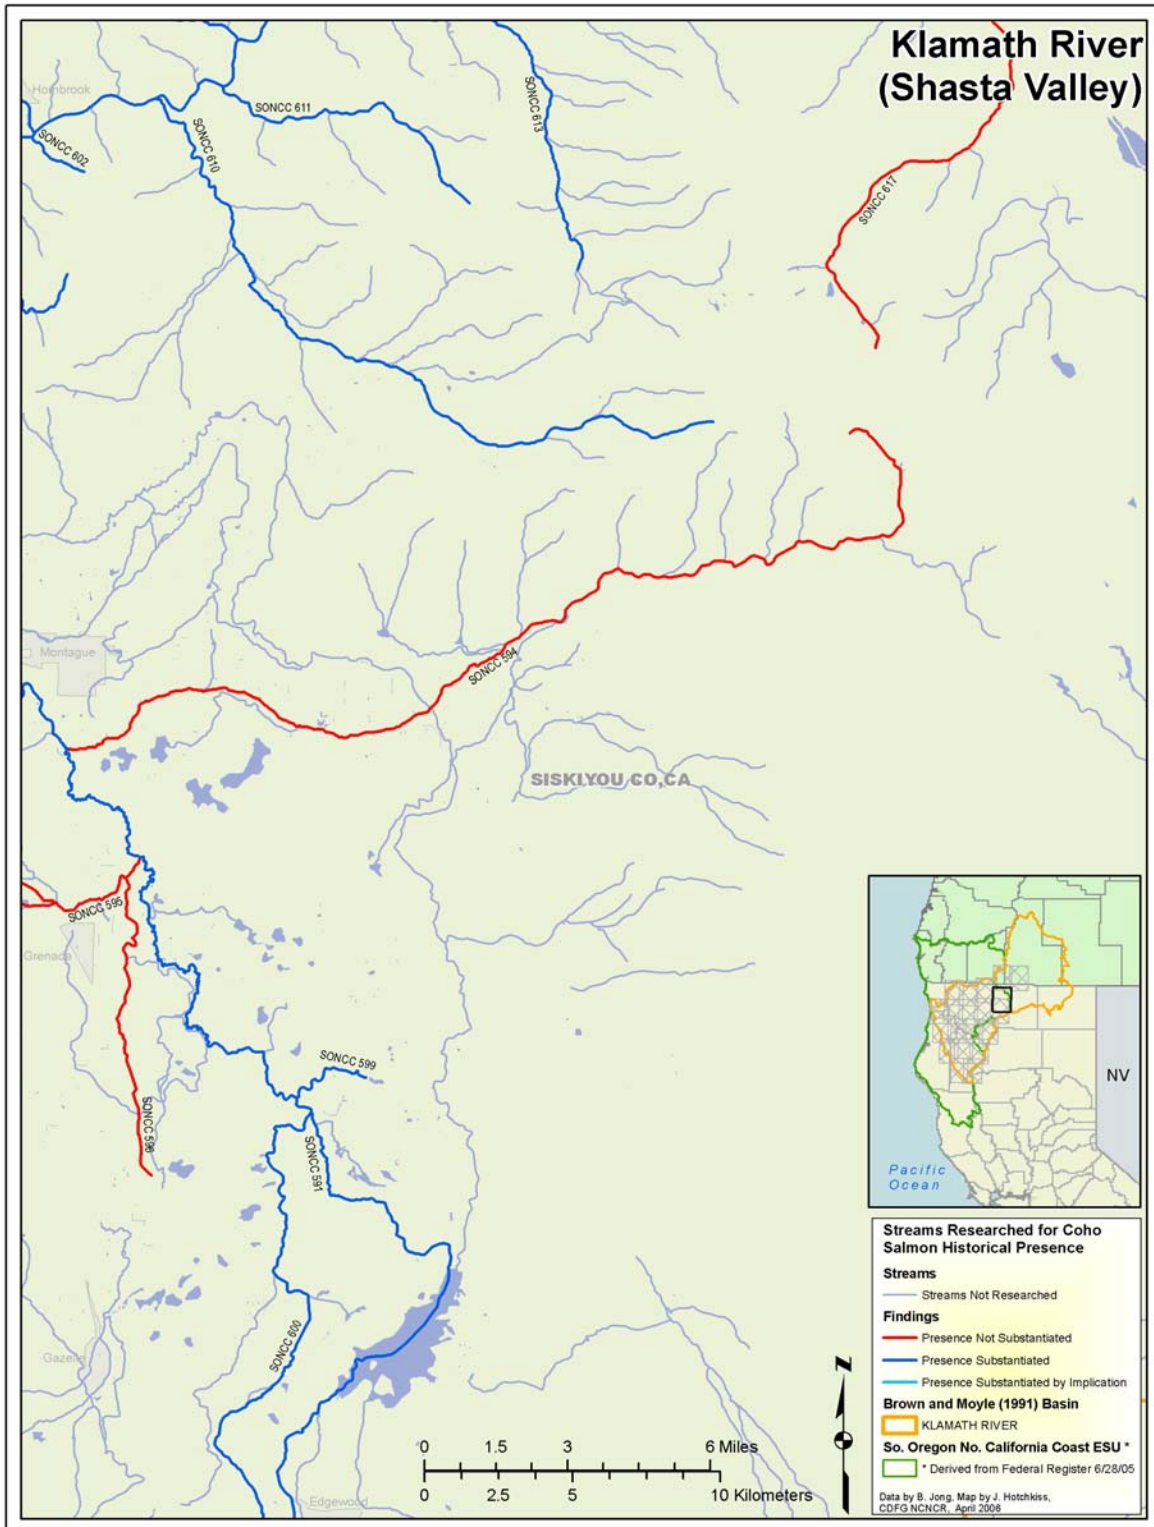 Klamath River
(Shasta Valley)
Hornbrook
SONCC 611
SONCC 613
SONCC 602
SONCC 610
SONCC 617
Montague
SONCC 594
SISKIYOU CO,CA
SONCC 595
Grenada
SONCC 599
SONCC 596
SONCC 591
SONCC 600
Gazelle
Edgewood
NV
Pacific
Ocean
Streams Researched for Coho
Salmon Historical Presence
Streams
Streams Not Researched
Findings
Presence Not Substantiated
Presence Substantiated
Presence Substantiated by Implication
Brown and Moyle (1991) Basin
KLAMATH RIVER
So. Oregon No. California Coast ESU *
* Derived from Federal Register 6/28/05
Data by B. Jong, Map by J. Hotchkiss,
CDFG NCNCR, April 2006
Z
0 1.5 3 6 Miles
0 2.5 5 10 Kilometers